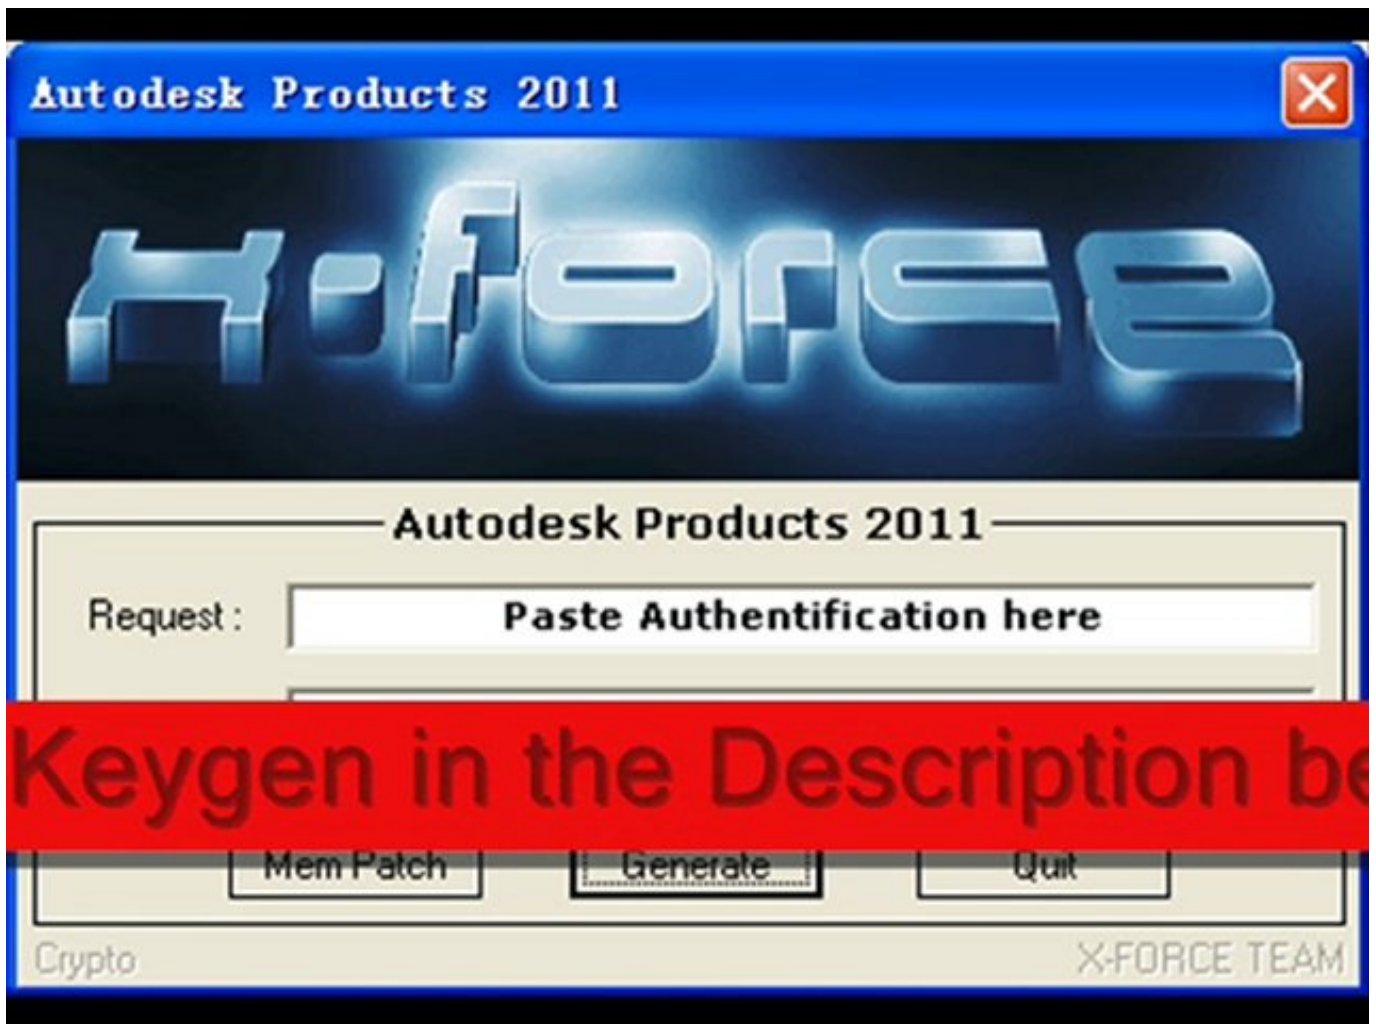 Autodesk Products 2011
x-force
Autodesk Products 2011
Request :
Paste Authentification here
Keygen in the Description be
Mem Patch
Generate
Quit
Crypto
X-FORCE TEAM